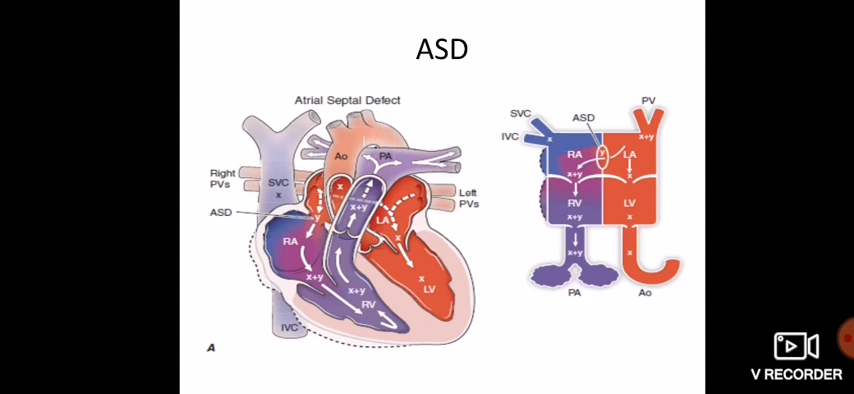 ASD
Atrial Septal Defect
Ao
PA
Right
PVs
SVC
x
x
x+y
Left
PVs
ASD
y
LA
x
RA
x+y
x
LV
x+y
RV
IVC
A
PV
SVC
ASD
IVC
x
x+y
RA
y
LA
x+y
x
RV
LV
x+y
x
x+y
x
PA
Ao
V RECORDER